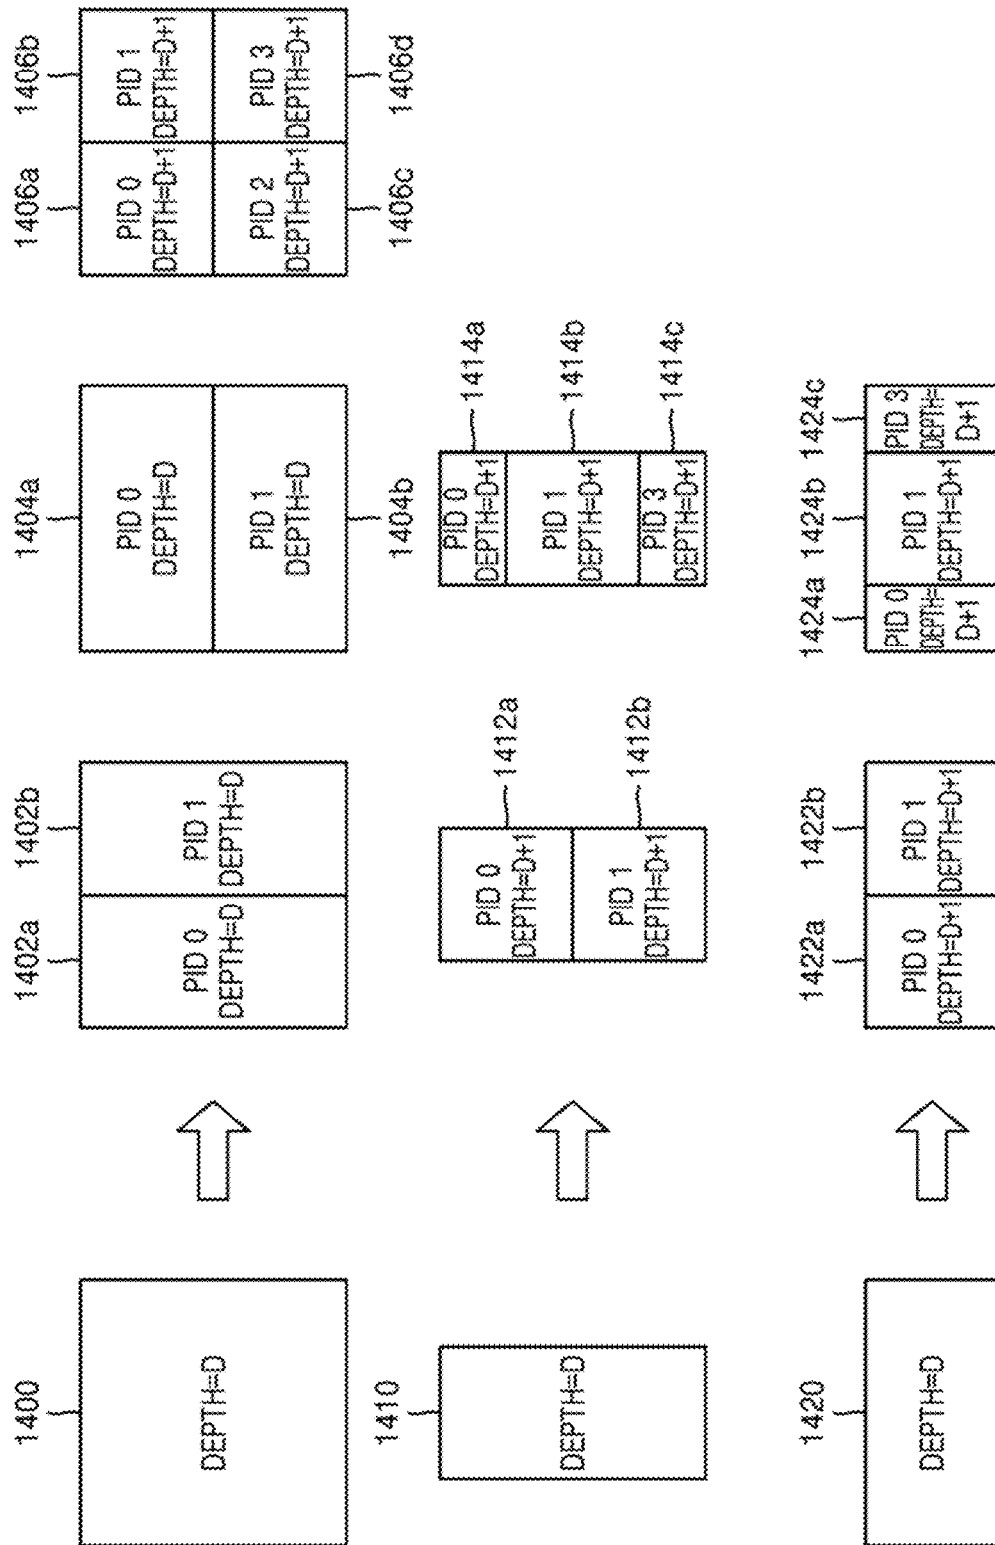 1400
DEPTH=D
1402a
1402b
PID 0
DEPTH=D
PID 1
DEPTH=D
1404a
PID 0
DEPTH=D
PID 1
DEPTH=D
1404b
1406a
1406b
PID 0
DEPTH=D+1
PID 1
DEPTH=D+1
PID 2
DEPTH=D+1
PID 3
DEPTH=D+1
1406c
1406d
1410
DEPTH=D
PID 0
DEPTH=D+1
1412a
PID 1
DEPTH=D+1
1412b
PID 0
DEPTH=D+1
1414a
PID 1
DEPTH=D+1
1414b
PID 3
DEPTH=D+1
1414c
1420
DEPTH=D
1422a
1422b
PID 0
DEPTH=D+1
PID 1
DEPTH=D+1
1424a
1424b
1424c
PID 0
DEPTH=
D+1
PID 1
DEPTH=D+1
PID 3
DEPTH=
D+1